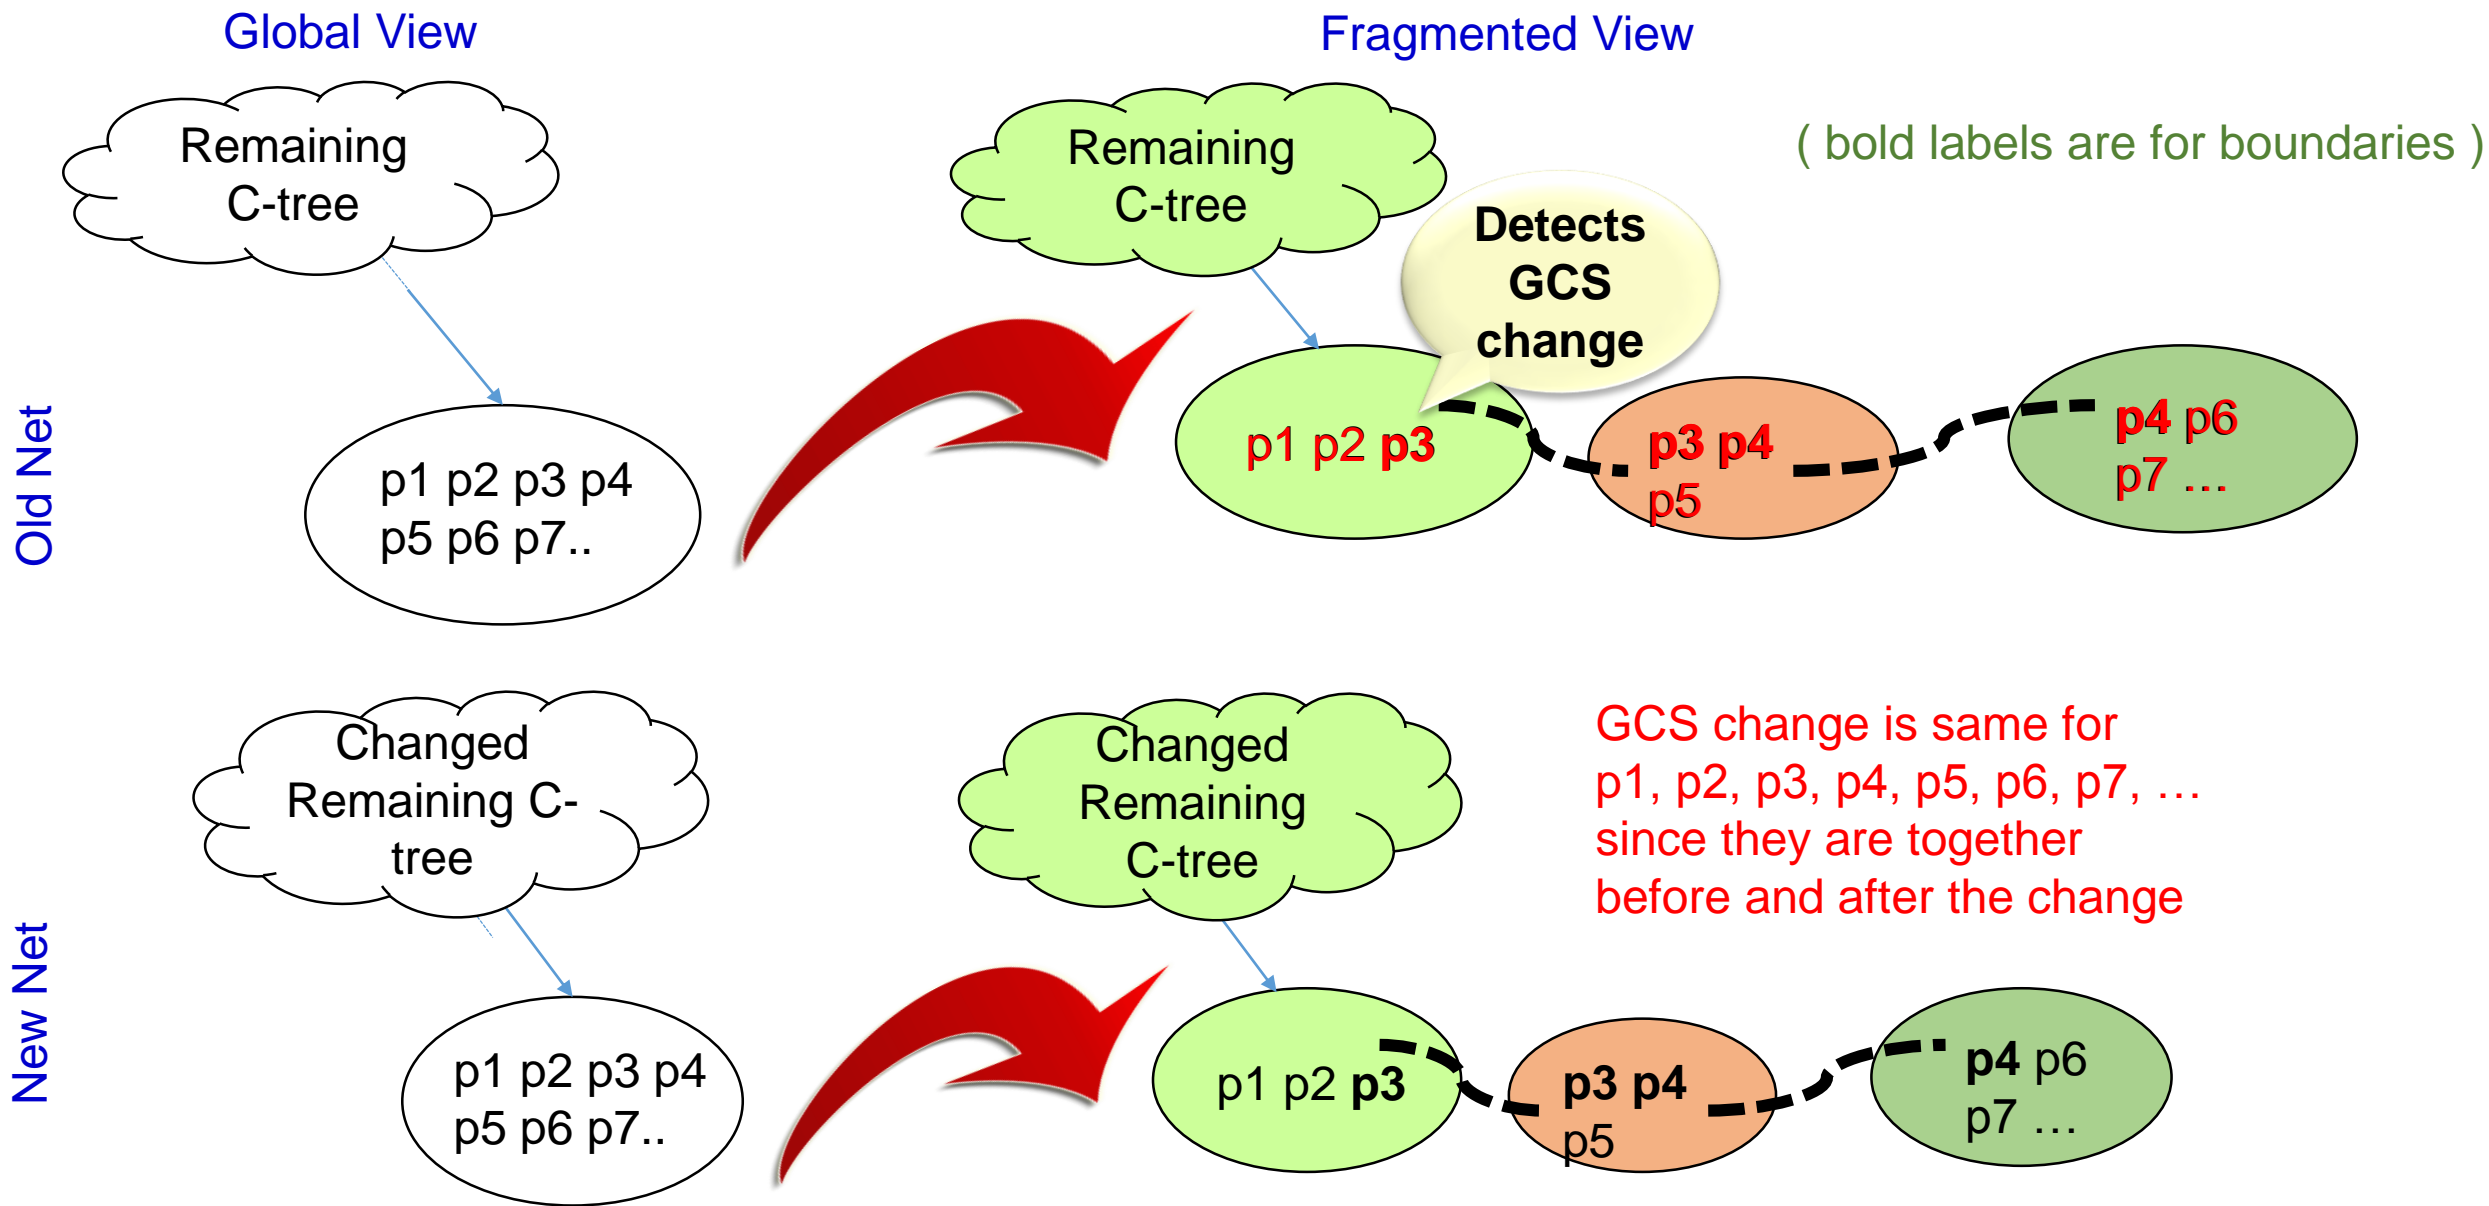 Global View
Fragmented View
Remaining
C-tree
Remaining
C-tree
( bold labels are for boundaries )
Detects
GCS
change
Old Net
p1 p2 p3 p4
p5 p6 p7..
p1 p2 p3
p3 p4
p5
p4 p6
p7 …
New Net
Changed
Remaining C-
tree
Changed
Remaining
C-tree
GCS change is same for
p1, p2, p3, p4, p5, p6, p7, …
since they are together
before and after the change
p1 p2 p3 p4
p5 p6 p7..
p1 p2 p3
p3 p4
p5
p4 p6
p7 …